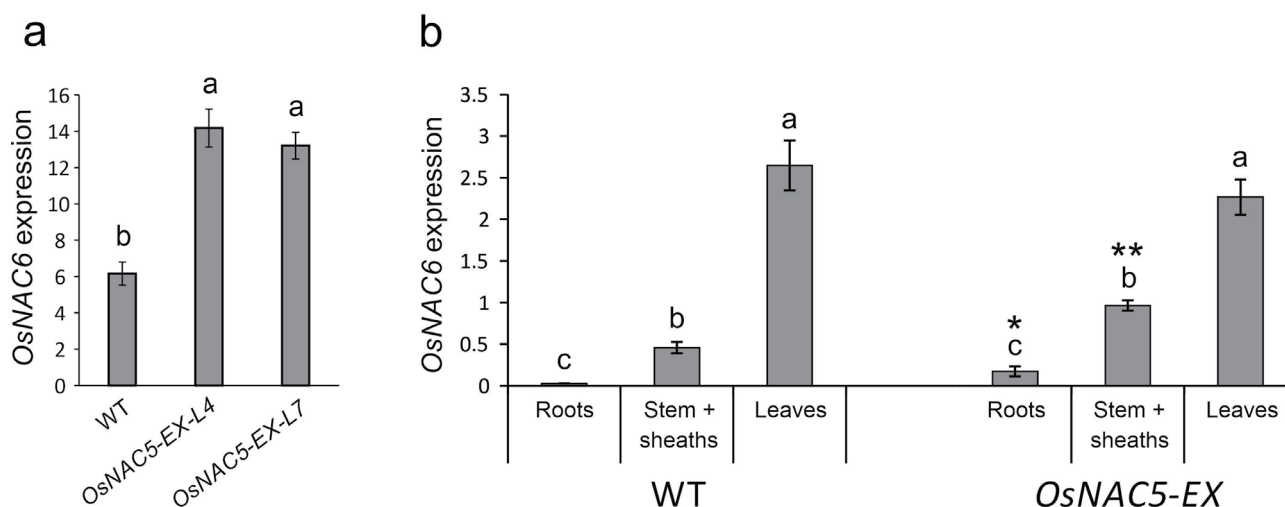 a
OsNAC6 expression
16
14
12
10
8
6
4
2
0
b
a
a
WT
OsNAC5-EX-L4
OsNAC5-EX-L7
b
OsNAC6 expression
3.5
3
2.5
2
1.5
1
0.5
0
c
b
a
*
c
**
b
a
Roots
Stem +
sheaths
Leaves
Roots
Stem +
sheaths
Leaves
WT
OsNAC5-EX